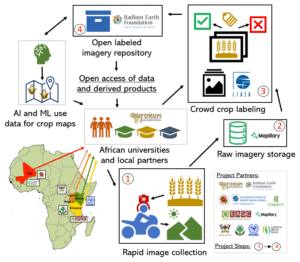 ④
Radiant Earth
Foundation
Open labeled
imagery repository
AI and ML use
data for crop maps
Open access of data
and derived products
FORUM
African universities
and local partners
③
IITA
Crowd crop labeling
②
Mapillary
Raw imagery storage
①
Rapid image collection
Project Partners:
FORUM
Radiant Earth
Foundation
Mapillary
Project Steps: ① → ④